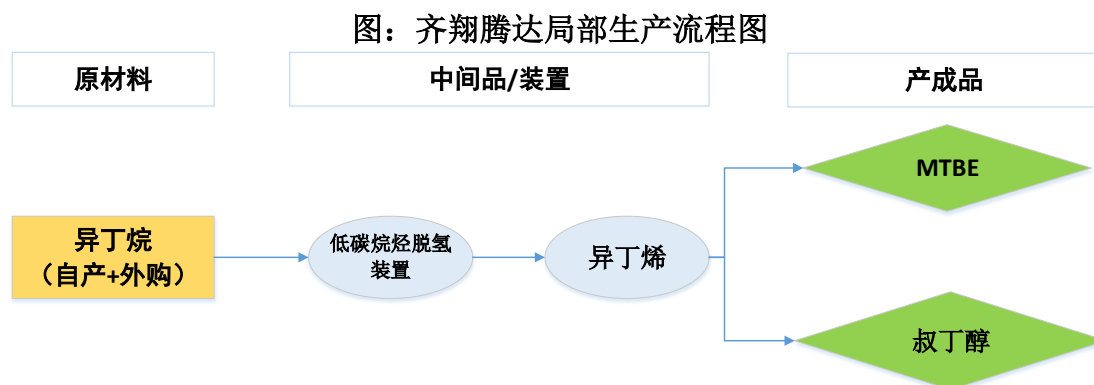 图：齐翔腾达局部生产流程图
原材料
中间品/装置
产成品
MTBE
异丁烷
（自产+外购）
低碳烷烃脱氢
装置
异丁烯
叔丁醇